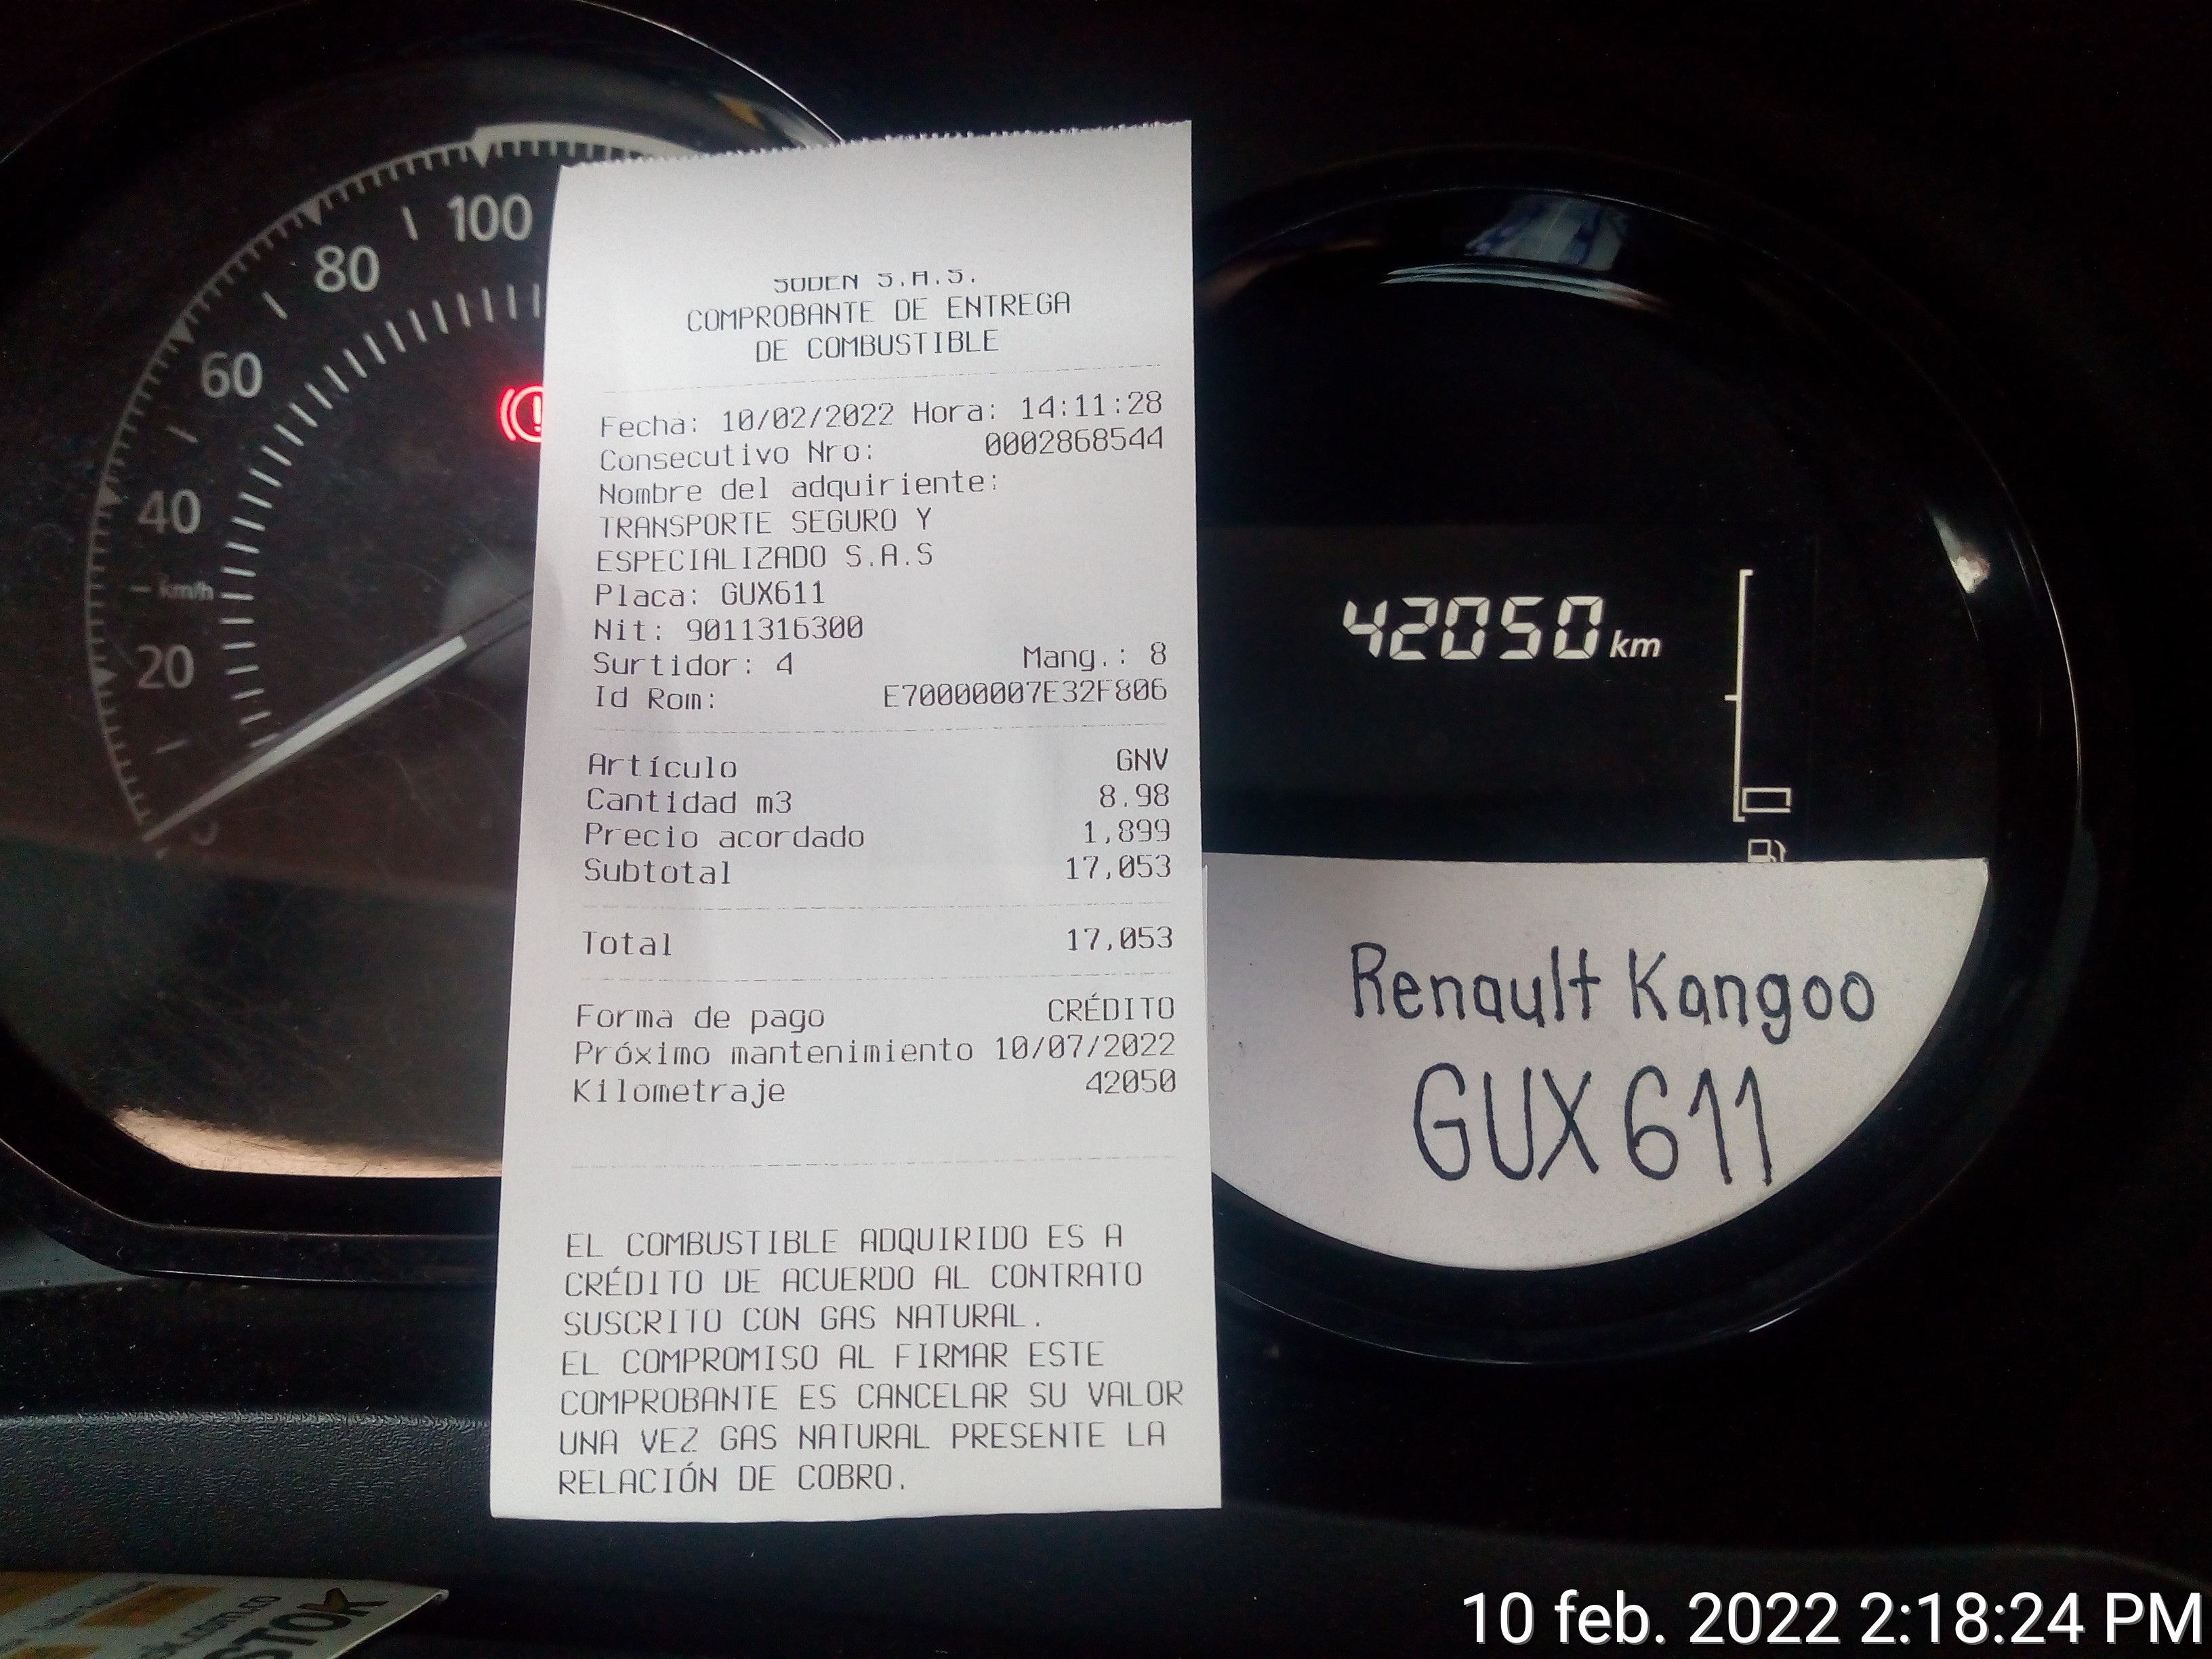 SODEN S.A.S.
COMPROBANTE DE ENTREGA
DE COMBUSTIBLE
Fecha: 10/02/2022 Hora: 14:11:28
Consecutivo Nro: 0002868544
Nombre del adquiriente:
TRANSPORTE SEGURO Y
ESPECIALIZADO S.A.S
Placa: GUX611
Nit: 9011316300
Surtidor: 4 Mang.: 8
Id Rom: E70000007E32F806
Artículo GNV
Cantidad m3 8.98
Precio acordado 1,899
Subtotal 17,053
Total 17,053
Forma de pago CRÉDITO
Próximo mantenimiento 10/07/2022
Kilometraje 42050
EL COMBUSTIBLE ADQUIRIDO ES A
CRÉDITO DE ACUERDO AL CONTRATO
SUSCRITO CON GAS NATURAL.
EL COMPROMISO AL FIRMAR ESTE
COMPROBANTE ES CANCELAR SU VALOR
UNA VEZ GAS NATURAL PRESENTE LA
RELACIÓN DE COBRO.
100
80
60
40
km/h
20
42050 km
Renault Kangoo
GUX611
10 feb. 2022 2:18:24 PM